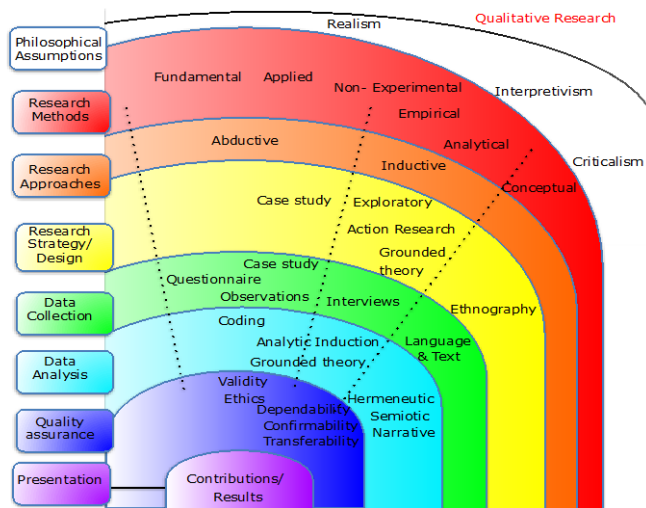 Realism
Qualitative Research
Philosophical
Assumptions
Fundamental Applied
Non- Experimental
Interpretivism
Research
Methods
Empirical
Analytical
Criticalism
Research
Approaches
Abductive
Inductive
Conceptual
Case study
Exploratory
Research
Strategy/
Design
Action Research
Grounded
theory
Case study
Questionnaire
Observations
Interviews
Ethnography
Data
Collection
Coding
Analytic Induction
Grounded theory
Language
& Text
Data
Analysis
Validity
Ethics
Hermeneutic
Semiotic
Narrative
Quality
assurance
Dependability
Confirmability
Transferability
Presentation
Contributions/
Results